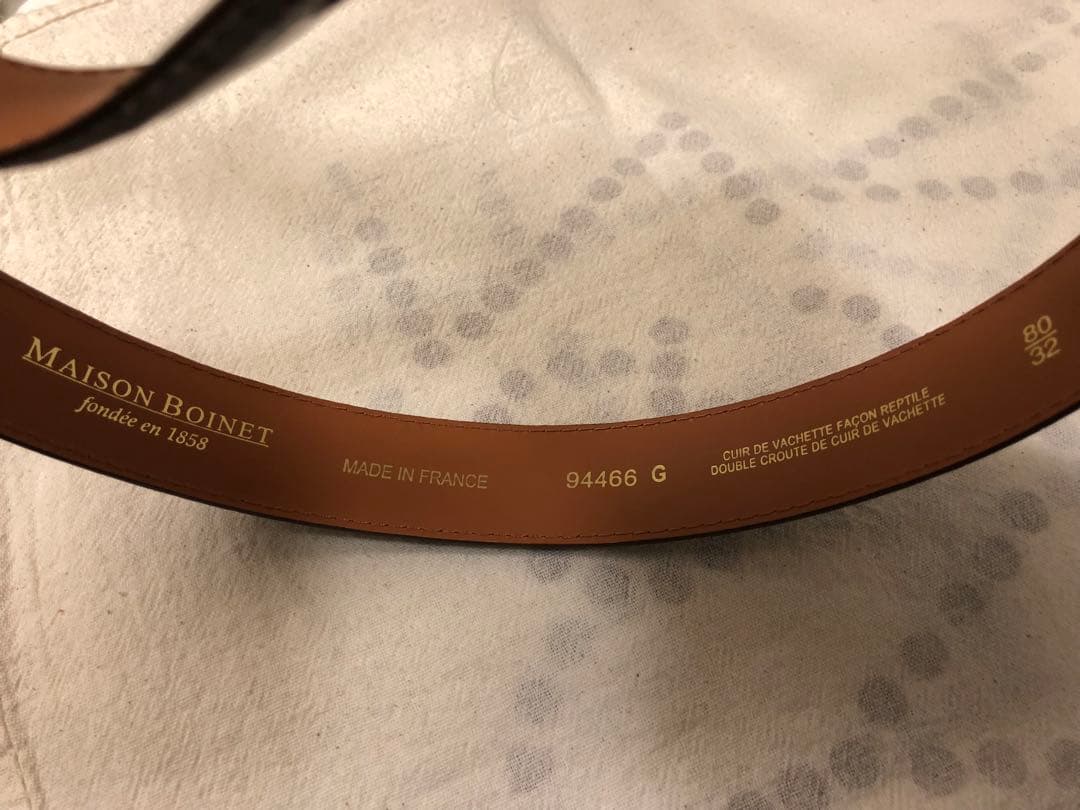 MAISON BOINET
fondée en 1858
MADE IN FRANCE
94466 G
CUIR DE VACHETTE FAÇON REPTILE
DOUBLE CROUTE DE CUIR DE VACHETTE
80
32